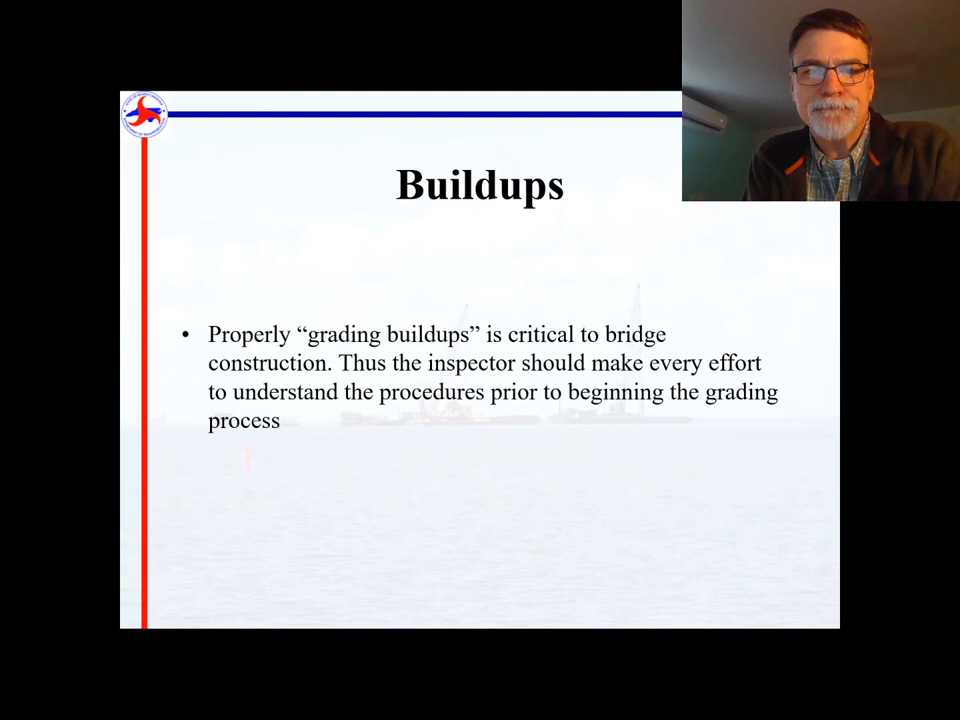 Buildups
• Properly “grading buildups” is critical to bridge
construction. Thus the inspector should make every effort
to understand the procedures prior to beginning the grading
process